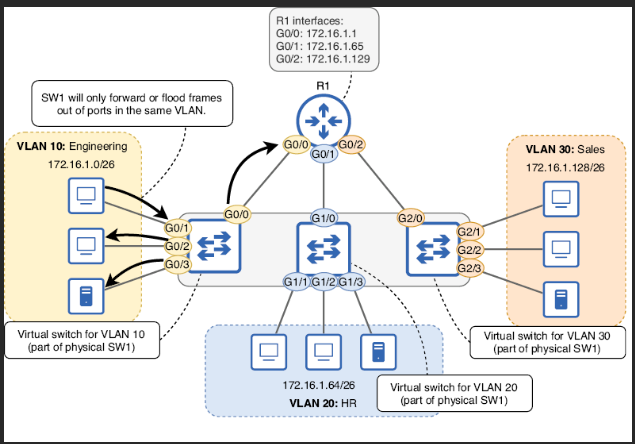 R1 interfaces:
G0/0: 172.16.1.1
G0/1: 172.16.1.65
G0/2: 172.16.1.129
R1
SW1 will only forward or flood frames
out of ports in the same VLAN.
VLAN 10: Engineering
172.16.1.0/26
VLAN 30: Sales
172.16.1.128/26
G0/0
G0/1
G0/2
G0/0
G0/1
G0/2
G0/3
G1/0
G1/1
G1/2
G1/3
G2/0
G2/1
G2/2
G2/3
Virtual switch for VLAN 10
(part of physical SW1)
Virtual switch for VLAN 30
(part of physical SW1)
172.16.1.64/26
VLAN 20: HR
Virtual switch for VLAN 20
(part of physical SW1)